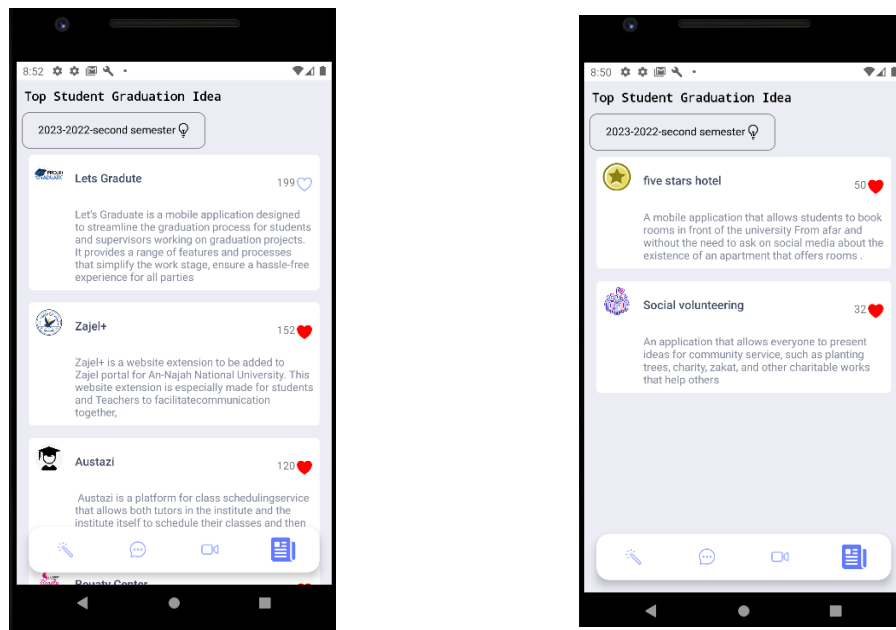 8:52
Top Student Graduation Idea
2023-2022-second semester
Lets Gradute
199
Let's Graduate is a mobile application designed
to streamline the graduation process for students
and supervisors working on graduation projects.
It provides a range of features and processes
that simplify the work stage, ensure a hassle-free
experience for all parties
Zajel+
152
Zajel+ is a website extension to be added to
Zajel portal for An-Najah National University. This
website extension is especially made for students
and Teachers to facilitatecommunication
together,
Austazi
120
Austazi is a platform for class schedulingservice
that allows both tutors in the institute and the
institute itself to schedule their classes and then
8:50
Top Student Graduation Idea
2023-2022-second semester
five stars hotel
50
A mobile application that allows students to book
rooms in front of the university From afar and
without the need to ask on social media about the
existence of an apartment that offers rooms .
Social volunteering
32
An application that allows everyone to present
ideas for community service, such as planting
trees, charity, zakat, and other charitable works
that help others